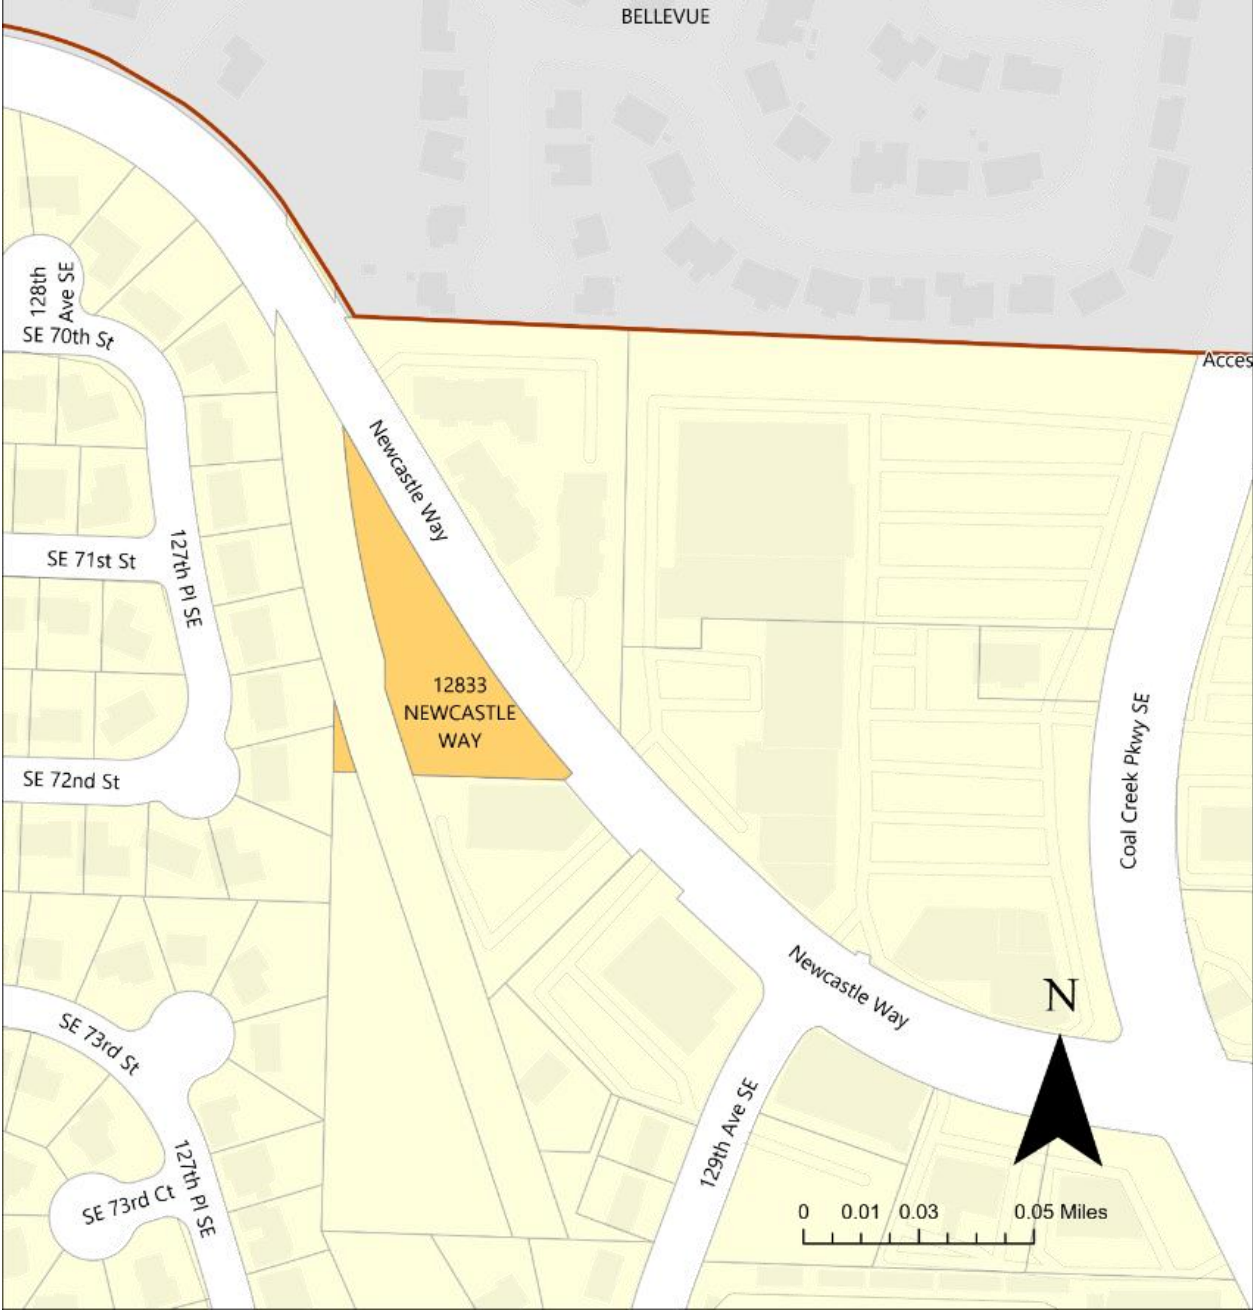 BELLEVUE
128th
Ave SE
SE 70th St
Acces
Newcastle Way
SE 71st St
127th Pl SE
12833
NEWCASTLE
WAY
SE 72nd St
Coal Creek Pkwy SE
Newcastle Way
N
SE 73rd St
129th Ave SE
127th Pl SE
SE 73rd Ct
0 0.01 0.03 0.05 Miles